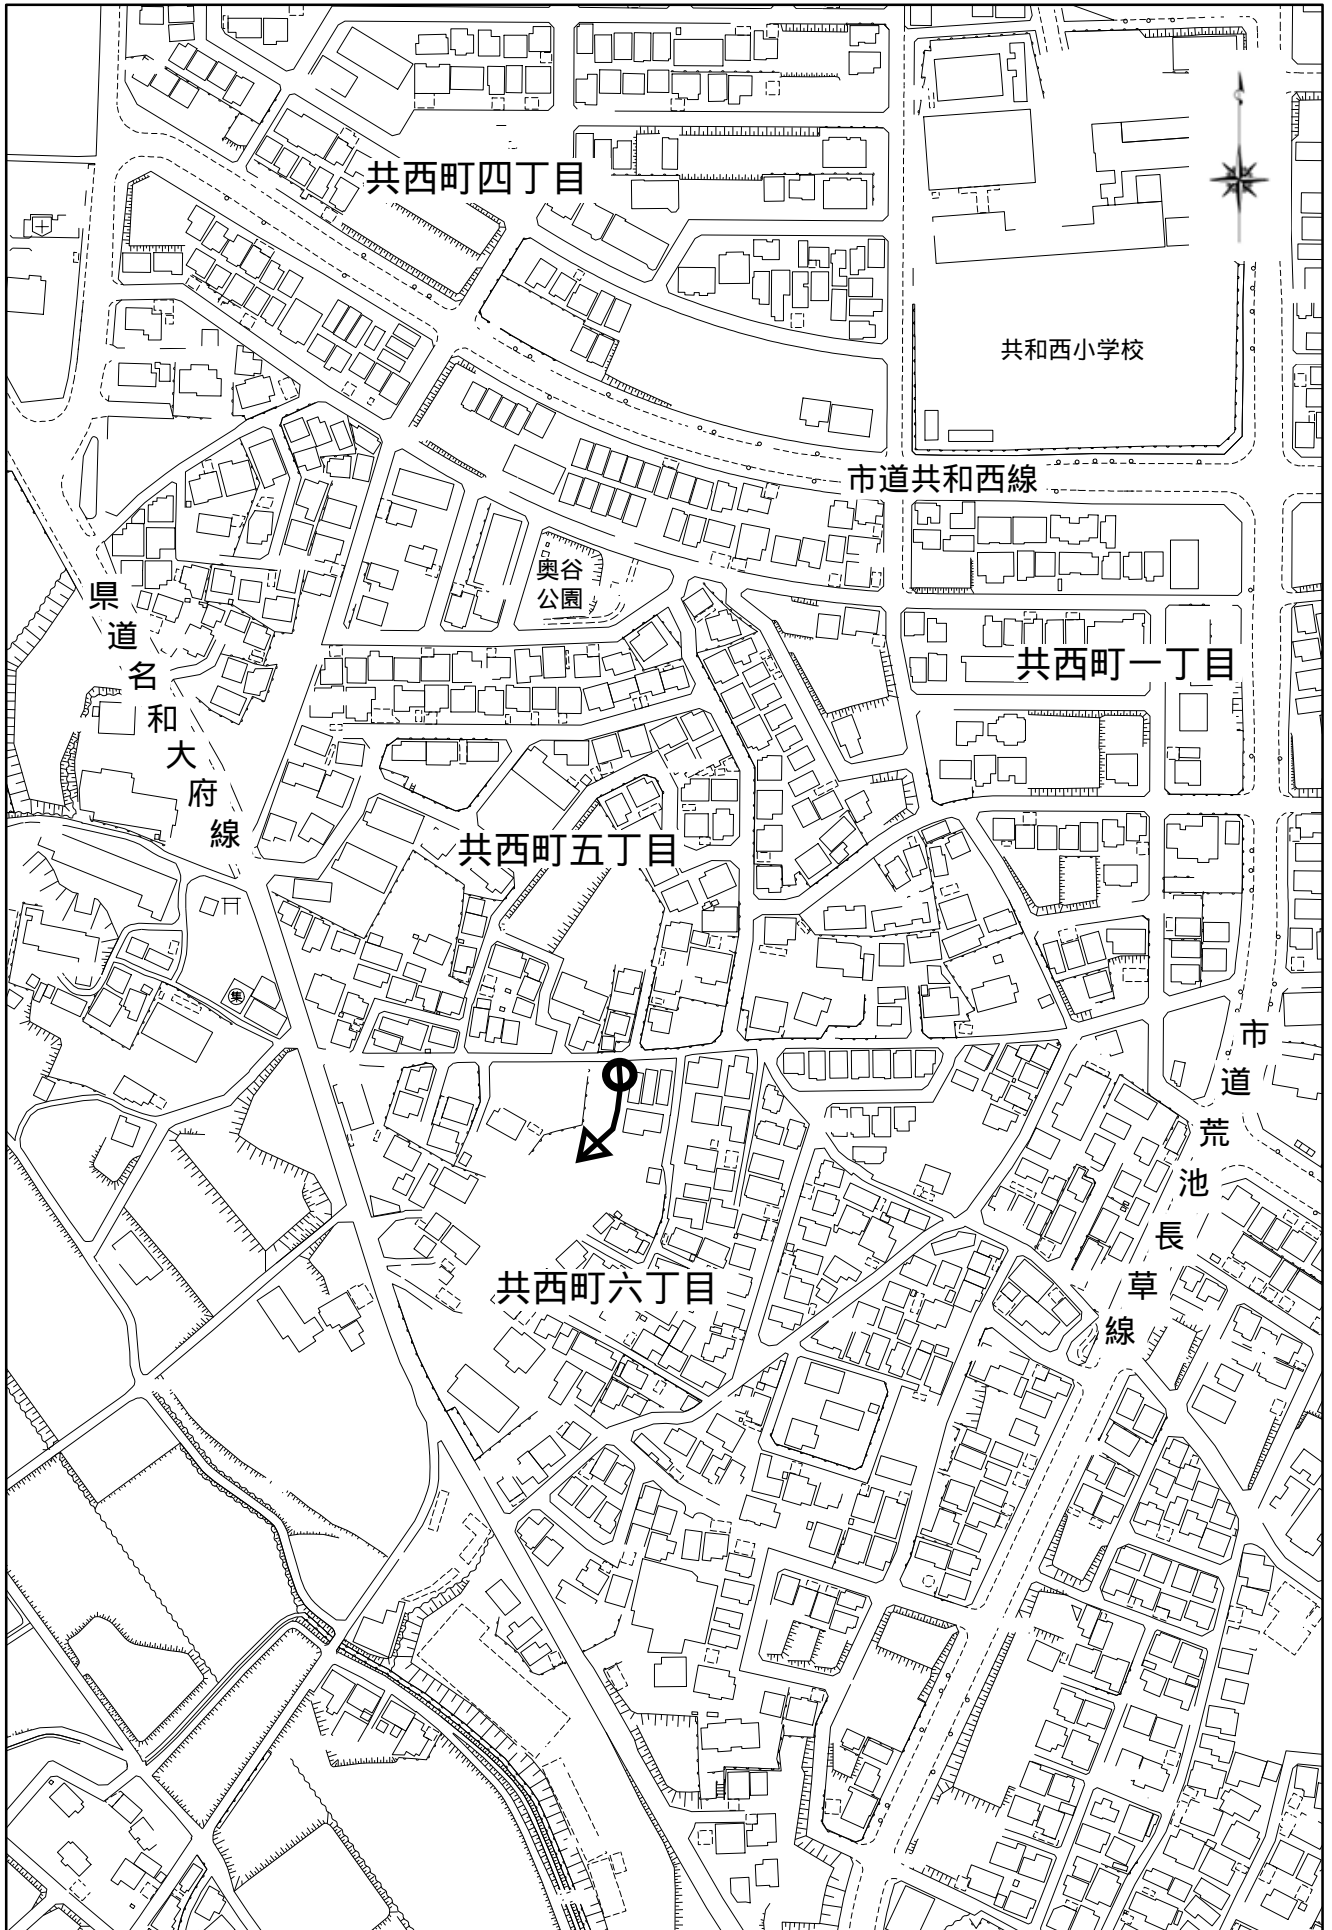 共西町四丁目
共和西小学校
市道共和西線
奥谷
公園
県道名和大府線
共西町一丁目
共西町五丁目
集
市道荒池長草線
共西町六丁目